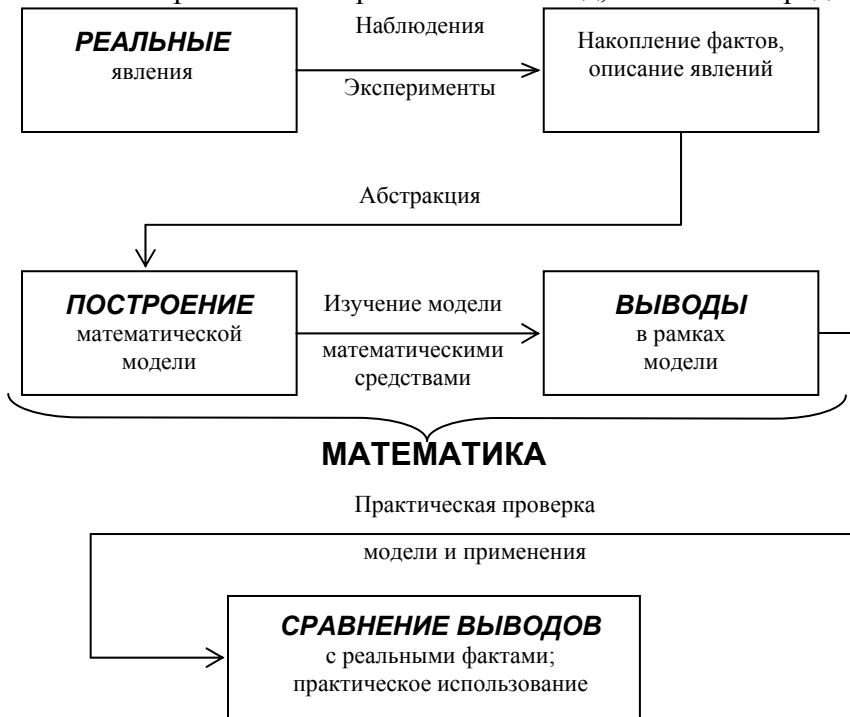 РЕАЛЬНЫЕ
явления
Наблюдения
Эксперименты
Накопление фактов,
описание явлений
Абстракция
ПОСТРОЕНИЕ
математической
модели
Изучение модели
математическими
средствами
ВЫВОДЫ
в рамках
модели
МАТЕМАТИКА
Практическая проверка
модели и применения
СРАВНЕНИЕ ВЫВОДОВ
с реальными фактами;
практическое использование